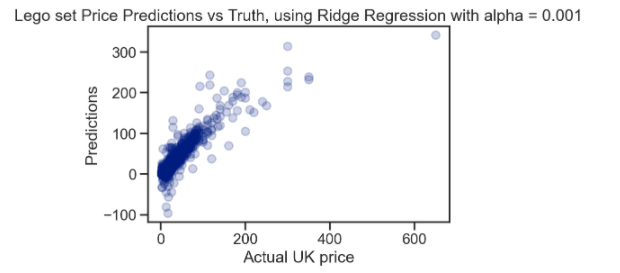 Lego set Price Predictions vs Truth, using Ridge Regression with alpha = 0.001
300
200
100
0
−100
Predictions
0 200 400 600
Actual UK price